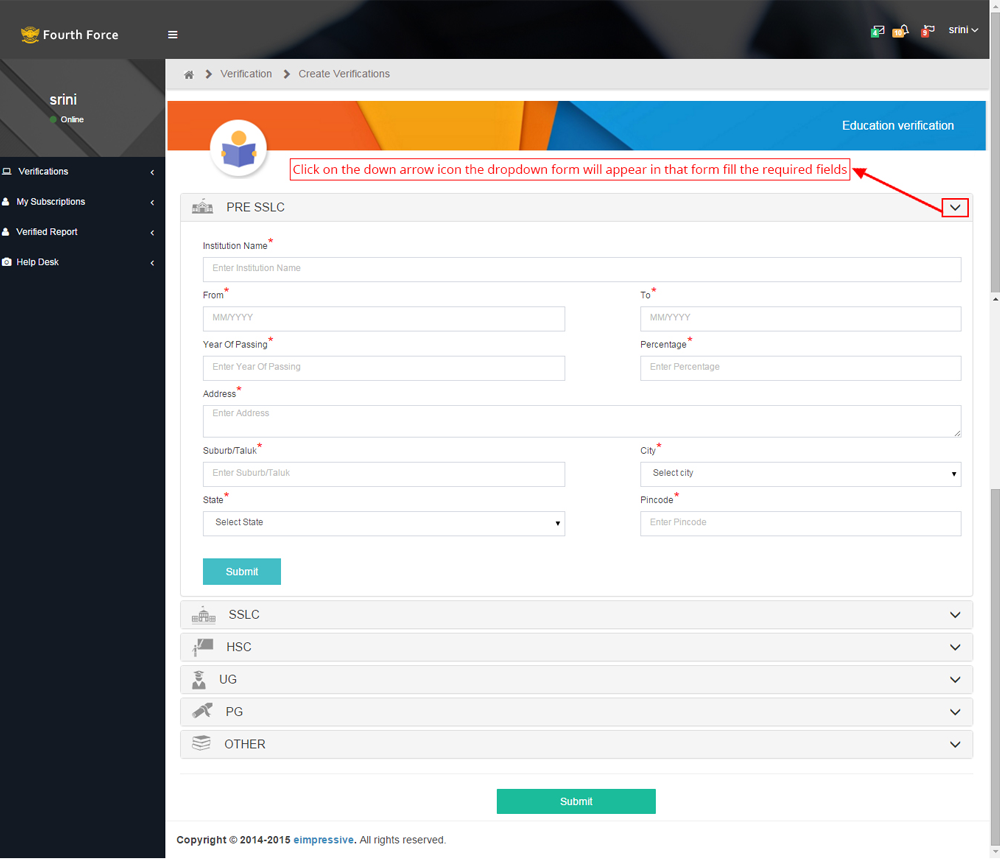 Fourth Force
4 10 5 srini
srini
Online
Verifications
My Subscriptions
Verified Report
Help Desk
Verification Create Verifications
Education verification
Click on the down arrow icon the dropdown form will appear in that form fill the required fields
PRE SSLC
Institution Name*
Enter Institution Name
From* To*
MM/YYYY MM/YYYY
Year Of Passing* Percentage*
Enter Year Of Passing Enter Percentage
Address*
Enter Address
Suburb/Taluk* City*
Enter Suburb/Taluk Select city
State* Pincode*
Select State Enter Pincode
Submit
SSLC
HSC
UG
PG
OTHER
Submit
Copyright © 2014-2015 eimpressive. All rights reserved.